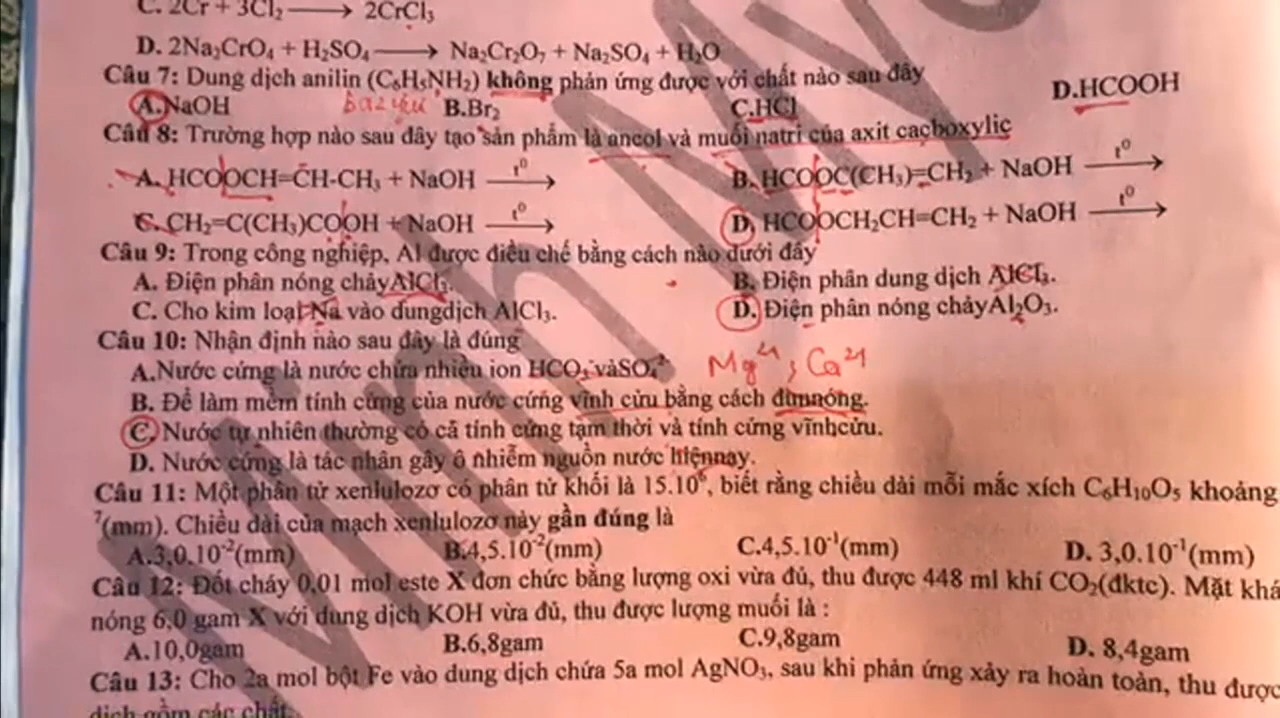 C. 2Cr + 3Cl₂ ⟶ 2CrCl₃
D. 2Na₂CrO₄ + H₂SO₄ ⟶ Na₂Cr₂O₇ + Na₂SO₄ + H₂O
Câu 7: Dung dịch anilin (C₆H₅NH₂) không phản ứng được với chất nào sau đây
A.NaOH bazơ yếu B.Br₂ C.HCl D.HCOOH
Câu 8: Trường hợp nào sau đây tạo sản phẩm là ancol và muối natri của axit cacboxylic
A. HCOOCH=CH-CH₃ + NaOH ⟶ t⁰ B. HCOOC(CH₃)=CH₂ + NaOH ⟶ t⁰
C. CH₂=C(CH₃)COOH + NaOH ⟶ t⁰ D. HCOOCH₂CH=CH₂ + NaOH ⟶ t⁰
Câu 9: Trong công nghiệp, Al được điều chế bằng cách nào dưới đây
A. Điện phân nóng chảyAlCl₃. B. Điện phân dung dịch AlCl₃.
C. Cho kim loại Na vào dungdịch AlCl₃. D. Điện phân nóng chảyAl₂O₃.
Câu 10: Nhận định nào sau đây là đúng
A.Nước cứng là nước chứa nhiều ion HCO₃⁻vàSO₄²⁻ Mg²⁺, Ca²⁺
B. Để làm mềm tính cứng của nước cứng vĩnh cửu bằng cách đunnóng.
C. Nước tự nhiên thường có cả tính cứng tạm thời và tính cứng vĩnhcửu.
D. Nước cứng là tác nhân gây ô nhiễm nguồn nước hiệnnay.
Câu 11: Một phân tử xenlulozơ có phân tử khối là 15.10⁶, biết rằng chiều dài mỗi mắc xích C₆H₁₀O₅ khoảng
⁷(mm). Chiều dài của mạch xenlulozơ này gần đúng là
A.3,0.10⁻²(mm) B.4,5.10⁻²(mm) C.4,5.10⁻¹(mm) D. 3,0.10⁻¹(mm)
Câu 12: Đốt cháy 0,01 mol este X đơn chức bằng lượng oxi vừa đủ, thu được 448 ml khí CO₂(đktc). Mặt khá
nóng 6,0 gam X với dung dịch KOH vừa đủ, thu được lượng muối là :
A.10,0gam B.6,8gam C.9,8gam D. 8,4gam
Câu 13: Cho 2a mol bột Fe vào dung dịch chứa 5a mol AgNO₃, sau khi phản ứng xảy ra hoàn toàn, thu được
dịch gồm các chất
Minh My